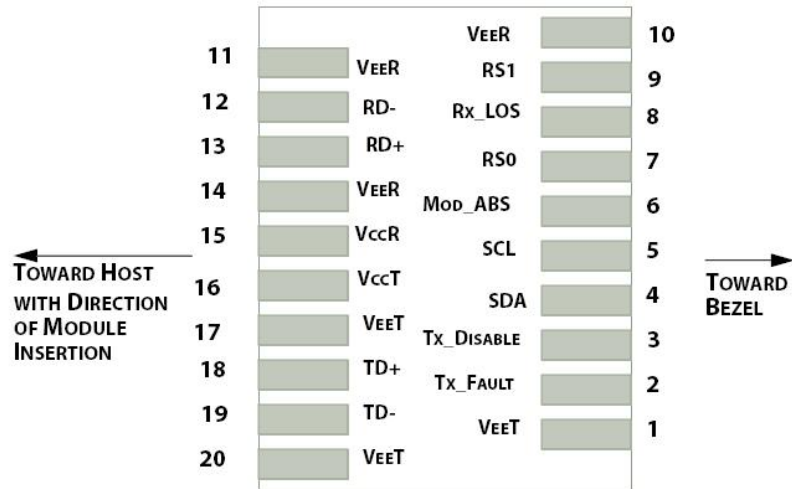 11 VEER
12 RD-
13 RD+
14 VEER
15 VCCR
16 VCCT
17 VEET
18 TD+
19 TD-
20 VEET
TOWARD HOST
WITH DIRECTION
OF MODULE
INSERTION
VEER 10
RS1 9
RX_LOS 8
RS0 7
MOD_ABS 6
SCL 5
SDA 4
TX_DISABLE 3
TX_FAULT 2
VEET 1
TOWARD
BEZEL